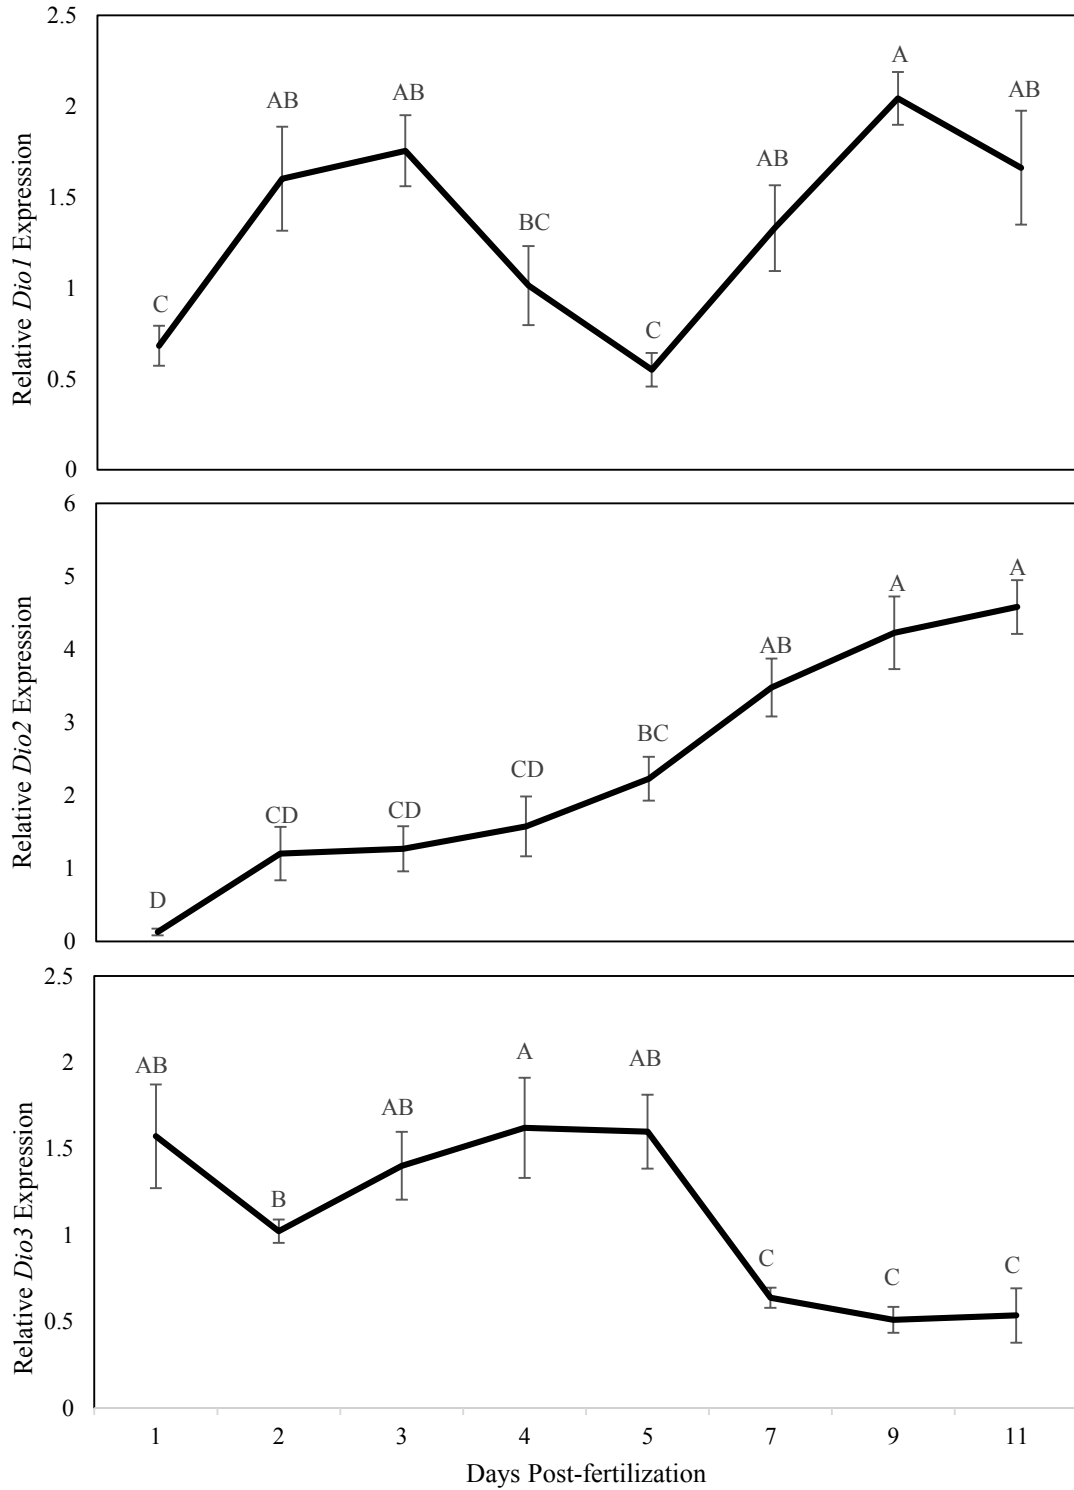 2.5
2
1.5
1
0.5
0
Relative Dio1 Expression
C
AB
AB
BC
C
AB
A
AB
6
5
4
3
2
1
0
Relative Dio2 Expression
D
CD
CD
CD
BC
AB
A
A
2.5
2
1.5
1
0.5
0
Relative Dio3 Expression
AB
B
AB
A
AB
C
C
C
1 2 3 4 5 7 9 11
Days Post-fertilization